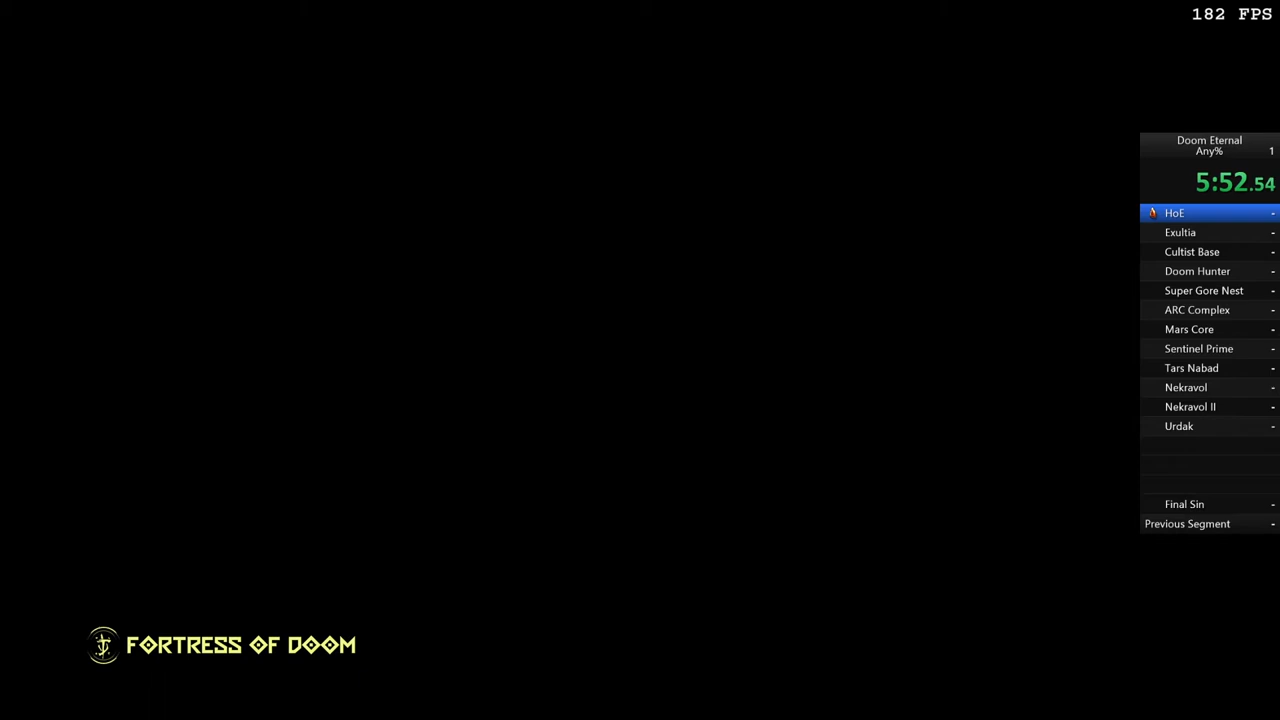 182 FPS
Doom Eternal
Any% 1
5:52.54
HoE -
Exultia -
Cultist Base -
Doom Hunter -
Super Gore Nest -
ARC Complex -
Mars Core -
Sentinel Prime -
Tars Nabad -
Nekravol -
Nekravol II -
Urdak -
Final Sin -
Previous Segment -
FORTRESS OF DOOM